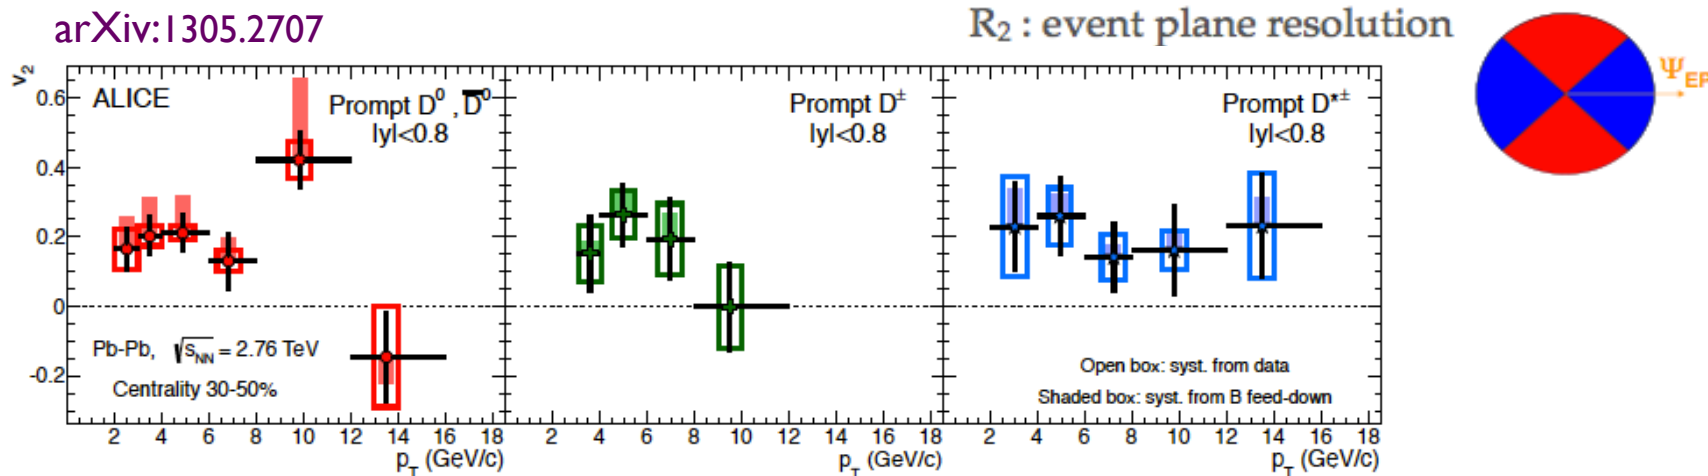 arXiv:1305.2707
R₂ : event plane resolution
Ψ_EP
v₂
0.6
0.4
0.2
0
-0.2
ALICE
Prompt D⁰ , D̅⁰
|y|<0.8
Pb-Pb, √s_NN = 2.76 TeV
Centrality 30-50%
2 4 6 8 10 12 14 16 18
p_T (GeV/c)
Prompt D±
|y|<0.8
4 6 8 10 12 14 16 18
p_T (GeV/c)
Prompt D*±
|y|<0.8
Open box: syst. from data
Shaded box: syst. from B feed-down
2 4 6 8 10 12 14 16 18
p_T (GeV/c)